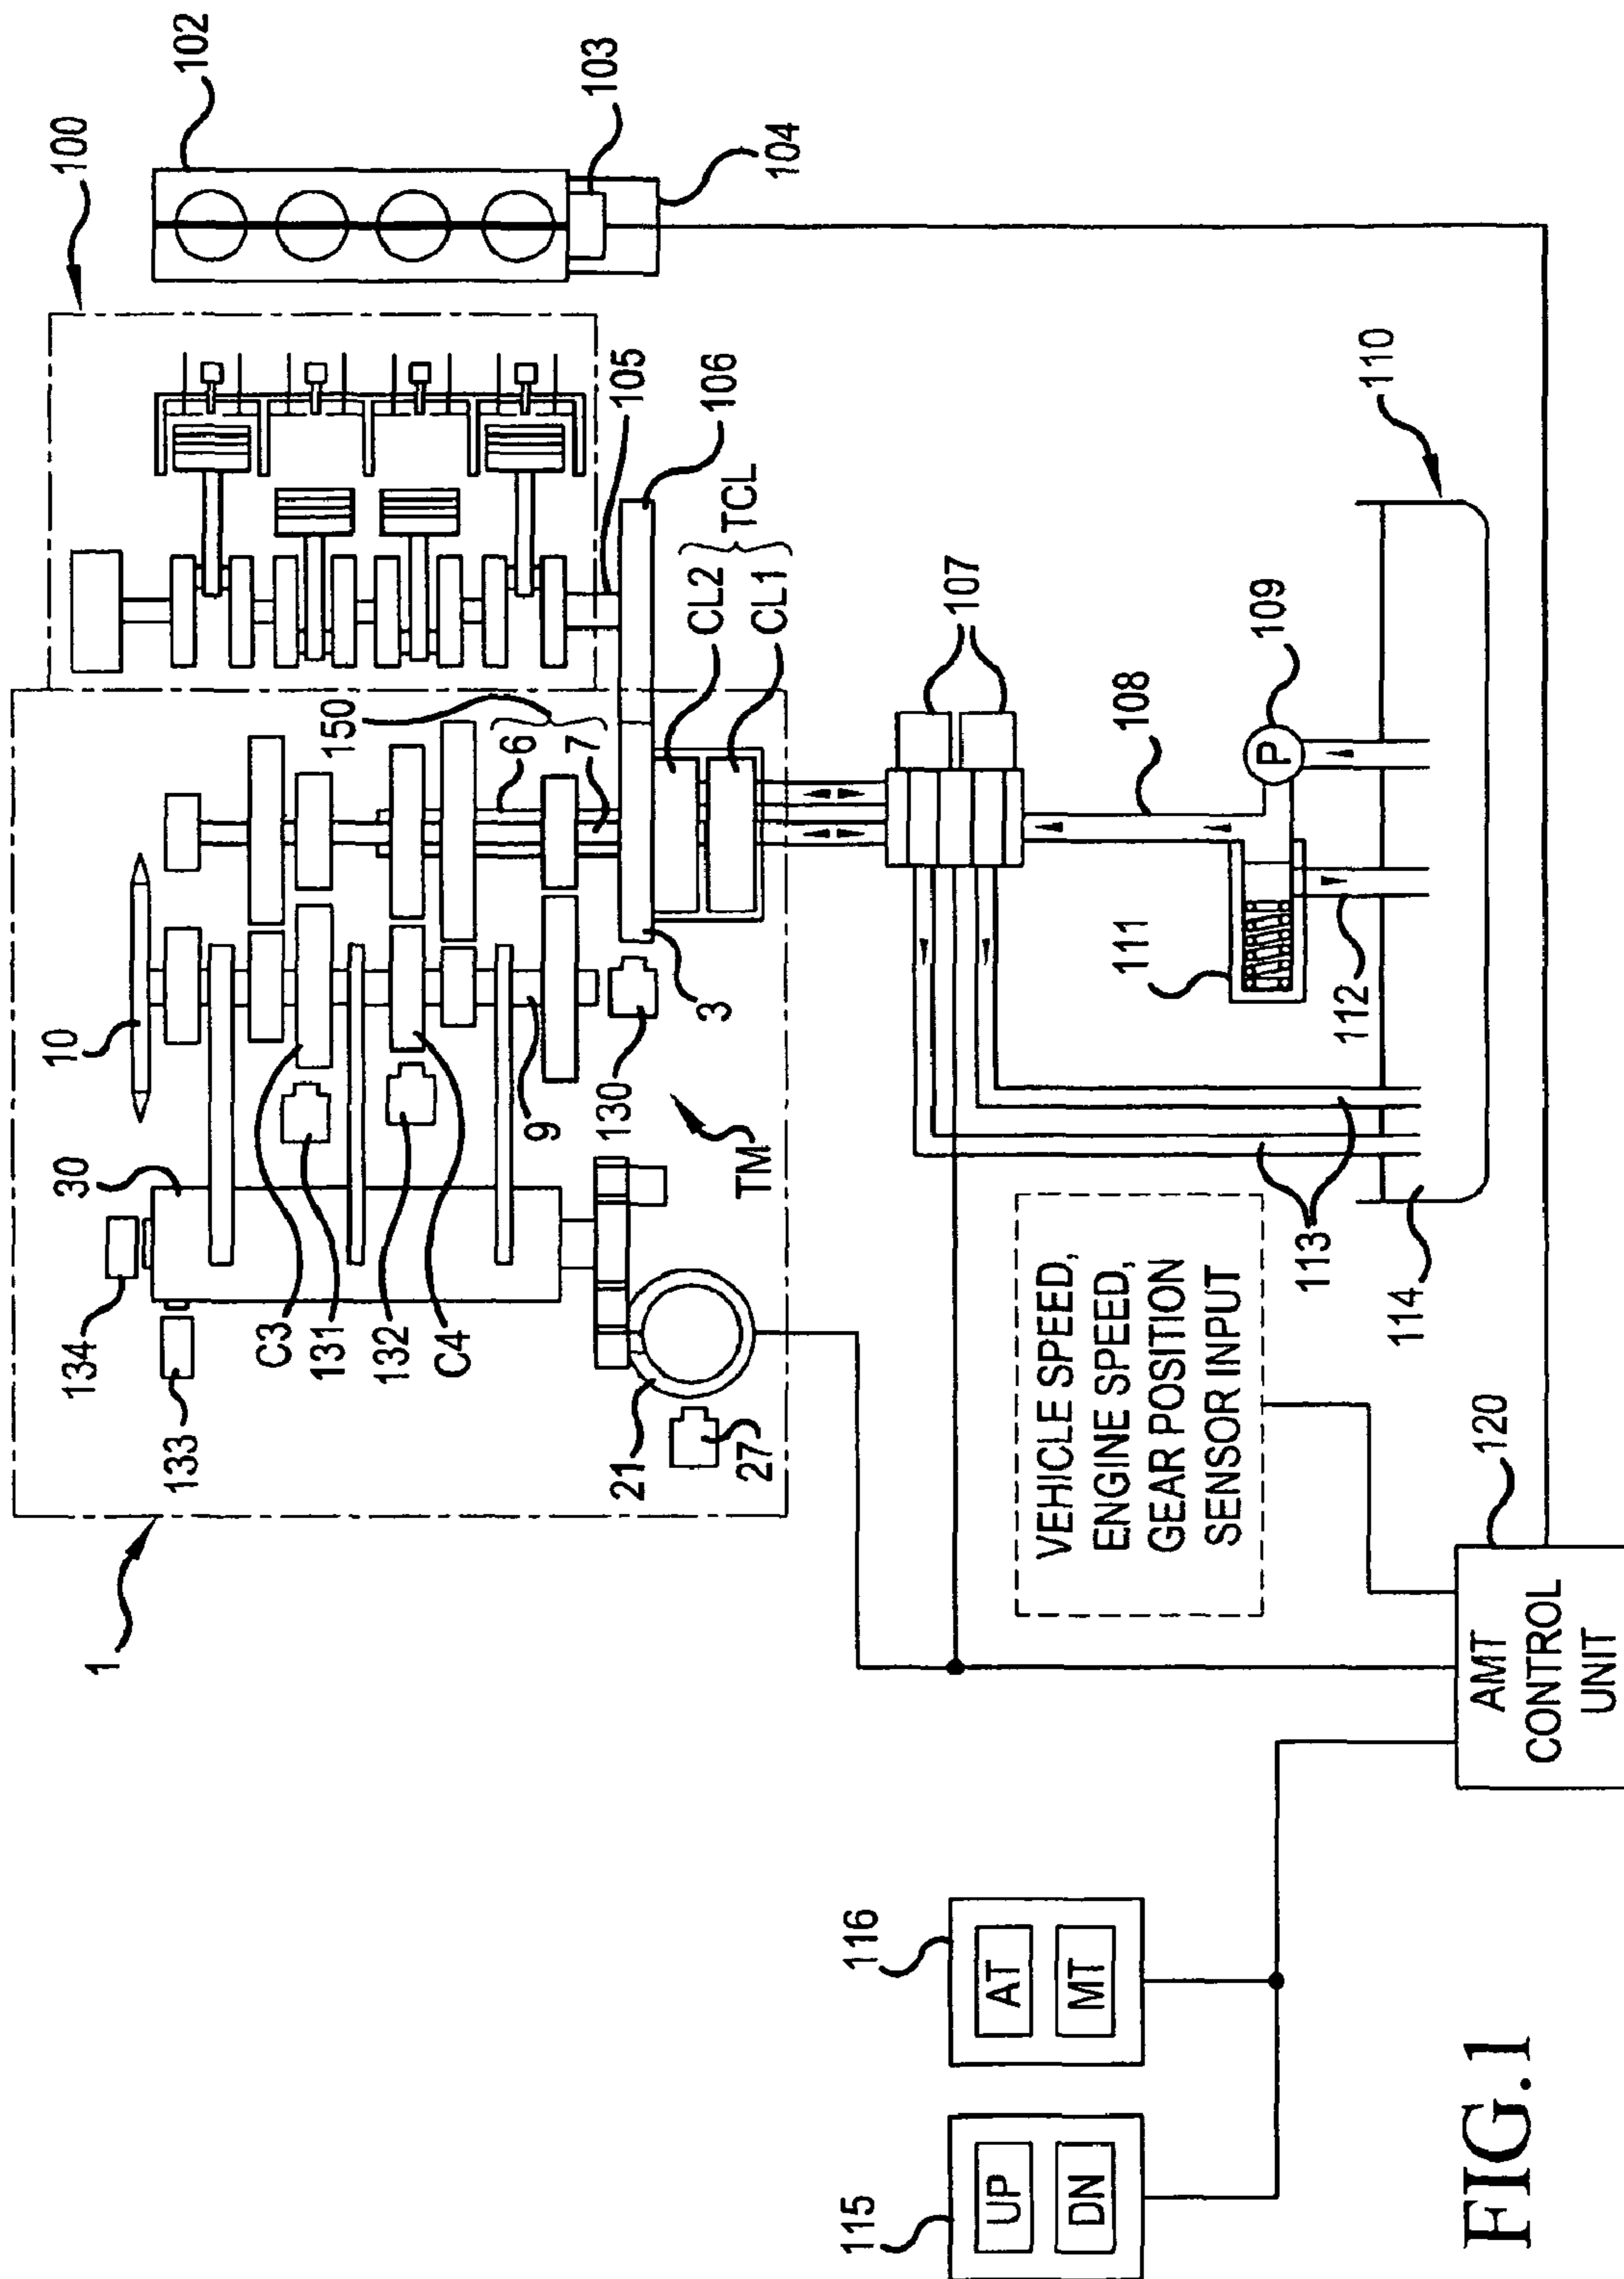 1
134
133
30
10
C3
131
132
C4
9
130
3
TM
21
27
150
6
7
100
102
103
104
105
106
CL2
CL1
TCL
107
108
109
P
110
111
112
113
114
VEHICLE SPEED,
ENGINE SPEED,
GEAR POSITION
SENSOR INPUT
120
AMT
CONTROL
UNIT
115
UP
DN
116
AT
MT
FIG.1